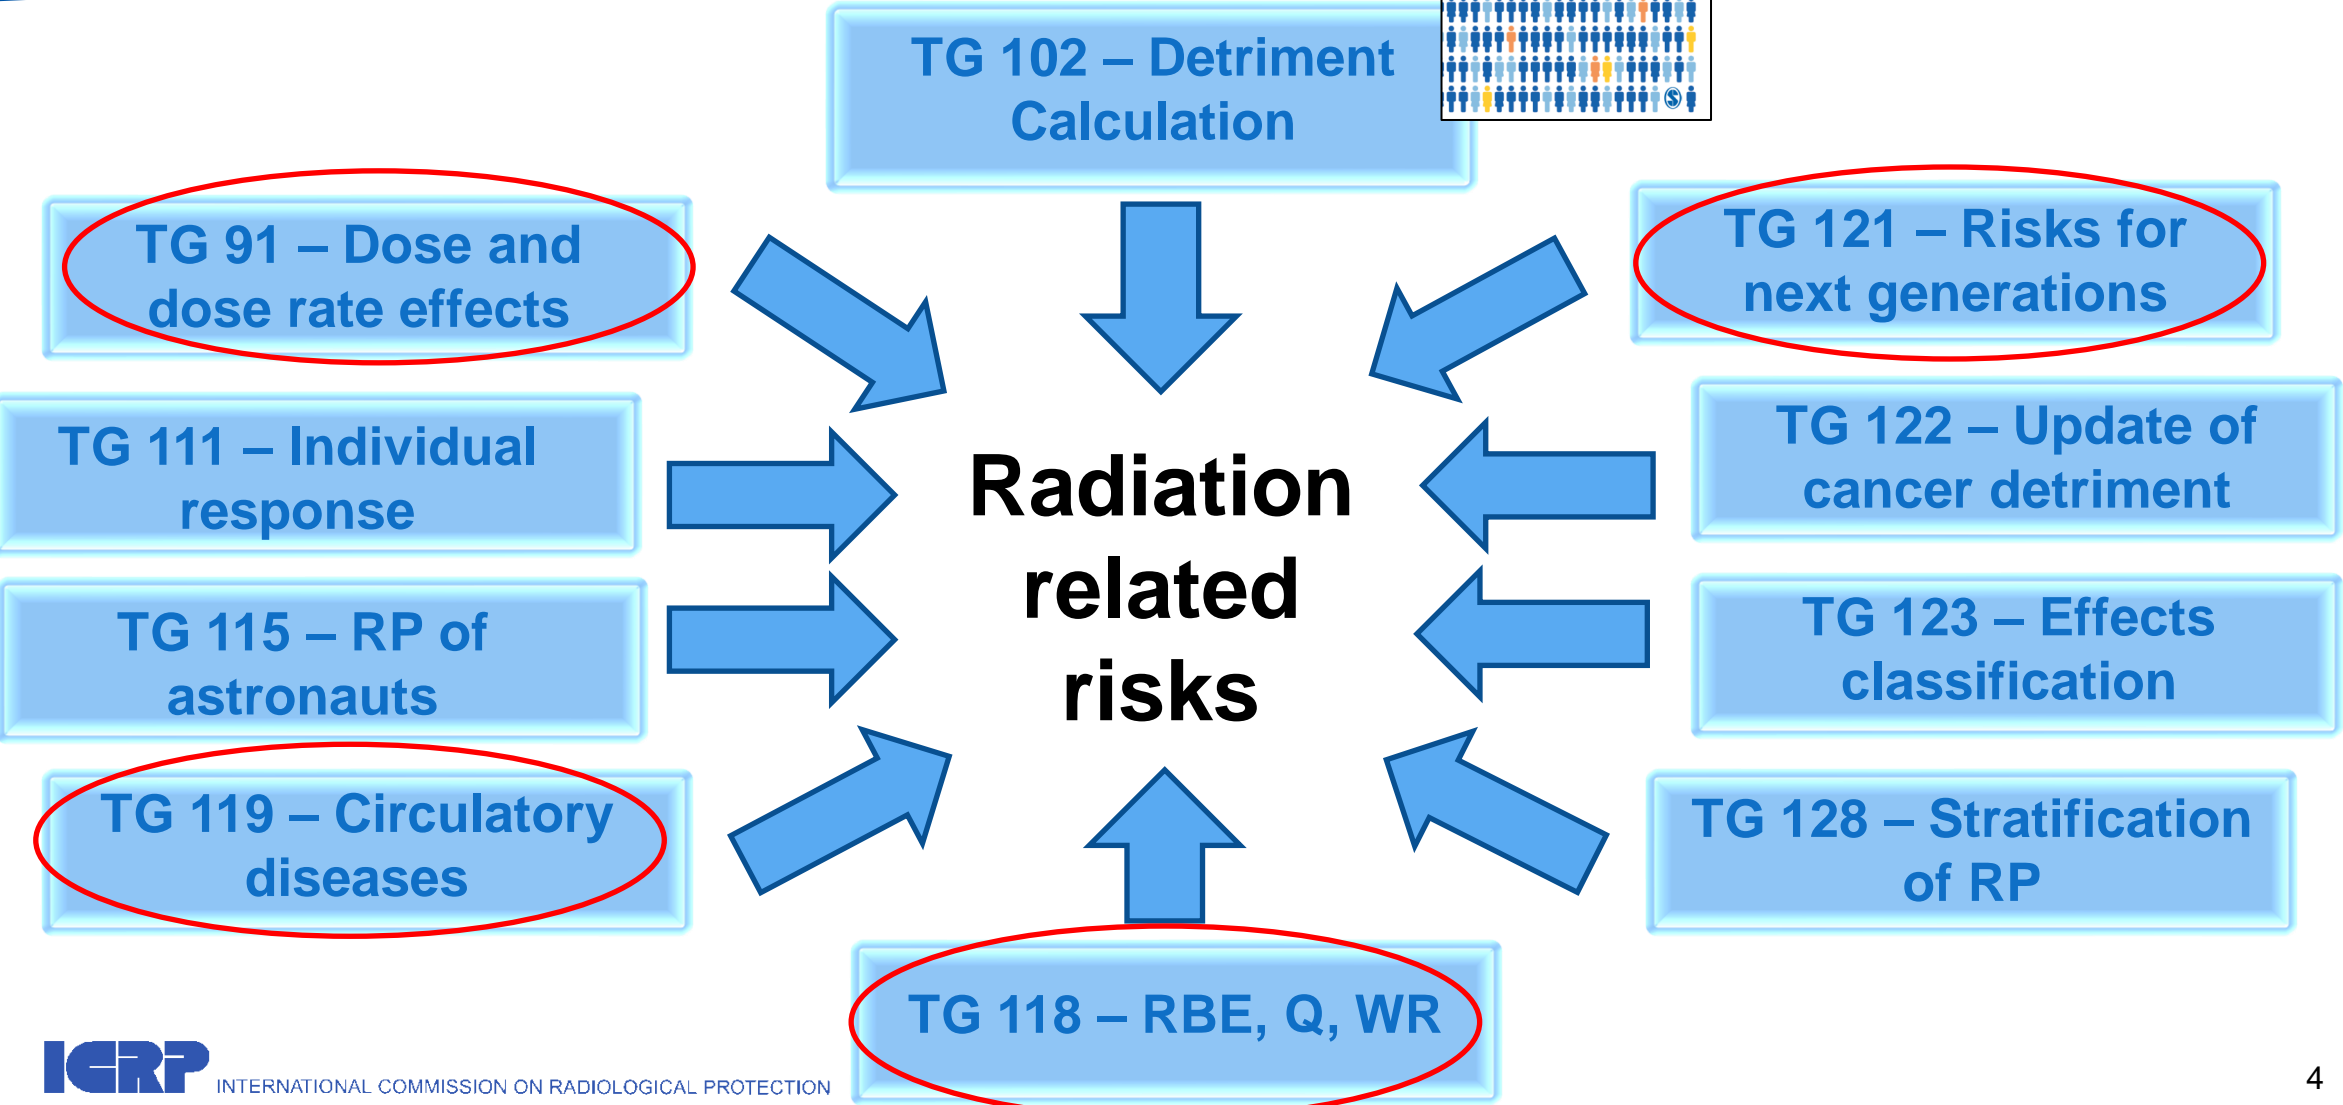 TG 102 – Detriment
Calculation
TG 91 – Dose and
dose rate effects
TG 121 – Risks for
next generations
TG 111 – Individual
response
TG 122 – Update of
cancer detriment
Radiation
related
risks
TG 115 – RP of
astronauts
TG 123 – Effects
classification
TG 119 – Circulatory
diseases
TG 128 – Stratification
of RP
TG 118 – RBE, Q, WR
ICRP INTERNATIONAL COMMISSION ON RADIOLOGICAL PROTECTION
4